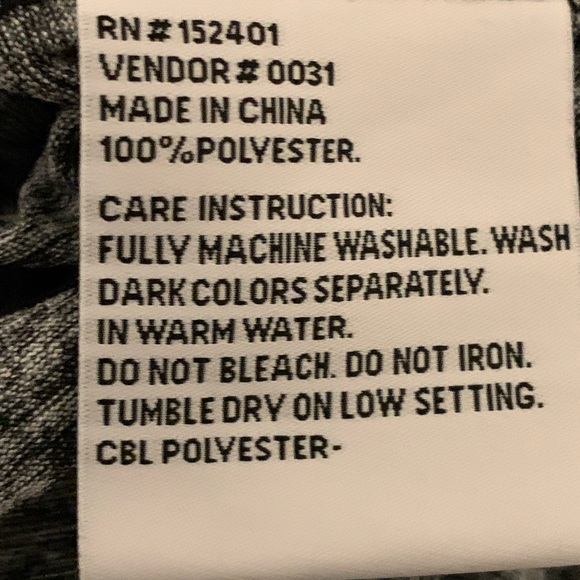 RN# 152401
VENDOR# 0031
MADE IN CHINA
100%POLYESTER.
CARE INSTRUCTION:
FULLY MACHINE WASHABLE. WASH
DARK COLORS SEPARATELY.
IN WARM WATER.
DO NOT BLEACH. DO NOT IRON.
TUMBLE DRY ON LOW SETTING.
CBL POLYESTER-